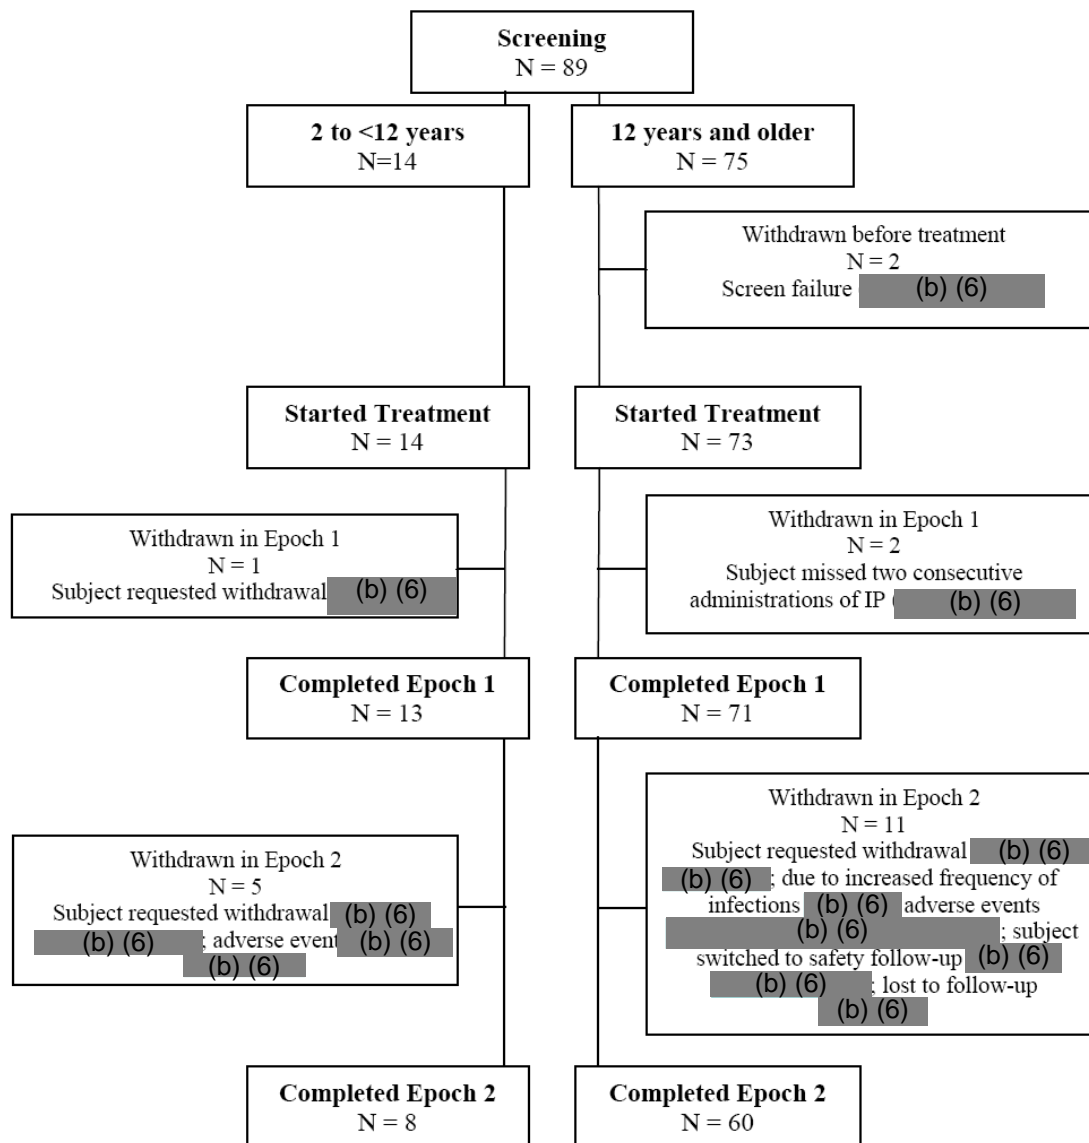 Screening
N = 89
2 to <12 years
N=14
12 years and older
N = 75
Withdrawn before treatment
N = 2
Screen failure (b) (6)
Started Treatment
N = 14
Started Treatment
N = 73
Withdrawn in Epoch 1
N = 1
Subject requested withdrawal (b) (6)
Withdrawn in Epoch 1
N = 2
Subject missed two consecutive
administrations of IP ( (b) (6)
Completed Epoch 1
N = 13
Completed Epoch 1
N = 71
Withdrawn in Epoch 2
N = 5
Subject requested withdrawal (b) (6)
(b) (6) ; adverse event (b) (6)
(b) (6)
Withdrawn in Epoch 2
N = 11
Subject requested withdrawal (b) (6)
(b) (6) ; due to increased frequency of
infections (b) (6) adverse events
(b) (6) ; subject
switched to safety follow-up (b) (6)
(b) (6) ; lost to follow-up
(b) (6)
Completed Epoch 2
N = 8
Completed Epoch 2
N = 60